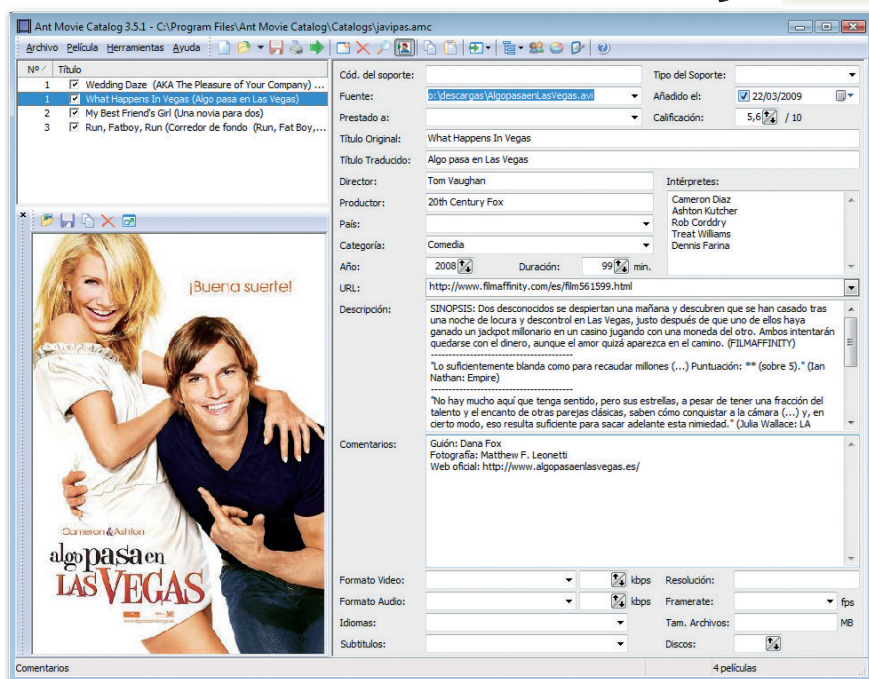 Ant Movie Catalog 3.5.1 - C:\Program Files\Ant Movie Catalog\Catalogs\javipas.amc
Archivo Película Herramientas Ayuda
Nº Título
1 Wedding Daze (AKA The Pleasure of Your Company) ...
1 What Happens In Vegas (Algo pasa en Las Vegas)
2 My Best Friend's Girl (Una novia para dos)
3 Run, Fatboy, Run (Corredor de fondo (Run, Fat Boy,...
¡Buena suerte!
Cameron & Ashton
algo pasa en
LAS VEGAS
Cód. del soporte: Tipo del Soporte:
Fuente: o:\descargas\AlgopasaenLasVegas.avi Añadido el: 22/03/2009
Prestado a: Calificación: 5,6 / 10
Título Original: What Happens In Vegas
Título Traducido: Algo pasa en Las Vegas
Director: Tom Vaughan Intérpretes:
Productor: 20th Century Fox
País:
Categoría: Comedia
Año: 2008 Duración: 99 min.
Cameron Diaz
Ashton Kutcher
Rob Corddry
Treat Williams
Dennis Farina
URL: http://www.filmaffinity.com/es/film561599.html
Descripción: SINOPSIS: Dos desconocidos se despiertan una mañana y descubren que se han casado tras
una noche de locura y descontrol en Las Vegas, justo después de que uno de ellos haya
ganado un jackpot millonario en un casino jugando con una moneda del otro. Ambos intentarán
quedarse con el dinero, aunque el amor quizá aparezca en el camino. (FILMAFFINITY)
----------------------------------------
"Lo suficientemente blanda como para recaudar millones (...) Puntuación: ** (sobre 5)." (Ian
Nathan: Empire)
----------------------------------------
"No hay mucho aquí que tenga sentido, pero sus estrellas, a pesar de tener una fracción del
talento y el encanto de otras parejas clásicas, saben cómo conquistar a la cámara (...) y, en
cierto modo, eso resulta suficiente para sacar adelante esta nimiedad." (Julia Wallace: LA
Comentarios: Guión: Dana Fox
Fotografía: Matthew F. Leonetti
Web oficial: http://www.algopasaenlasvegas.es/
Formato Video: kbps Resolución:
Formato Audio: kbps Framerate: fps
Idiomas: Tam. Archivos: MB
Subtitulos: Discos:
Comentarios 4 películas